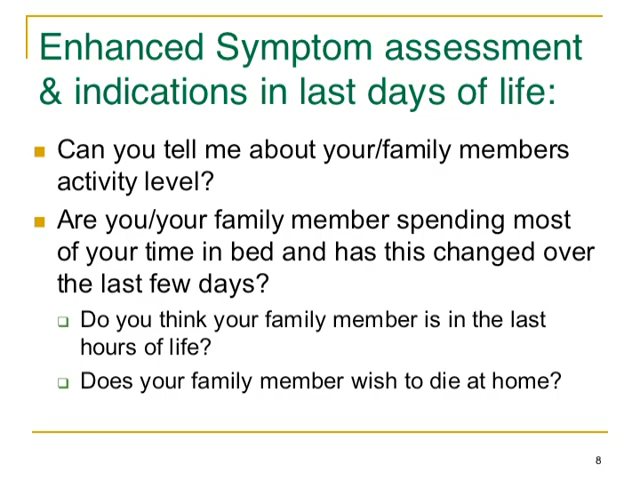 Enhanced Symptom assessment
& indications in last days of life:
Can you tell me about your/family members
activity level?
Are you/your family member spending most
of your time in bed and has this changed over
the last few days?
Do you think your family member is in the last
hours of life?
Does your family member wish to die at home?
8